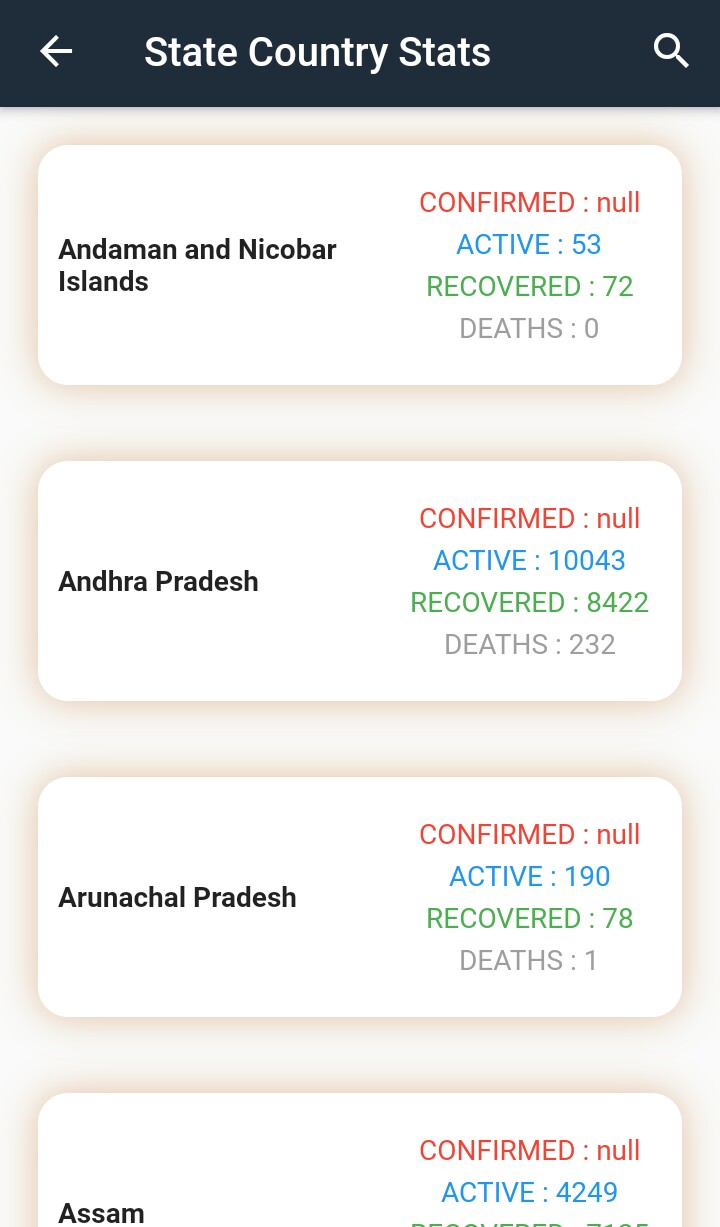 State Country Stats
Andaman and Nicobar
Islands
CONFIRMED : null
ACTIVE : 53
RECOVERED : 72
DEATHS : 0
Andhra Pradesh
CONFIRMED : null
ACTIVE : 10043
RECOVERED : 8422
DEATHS : 232
Arunachal Pradesh
CONFIRMED : null
ACTIVE : 190
RECOVERED : 78
DEATHS : 1
Assam
CONFIRMED : null
ACTIVE : 4249